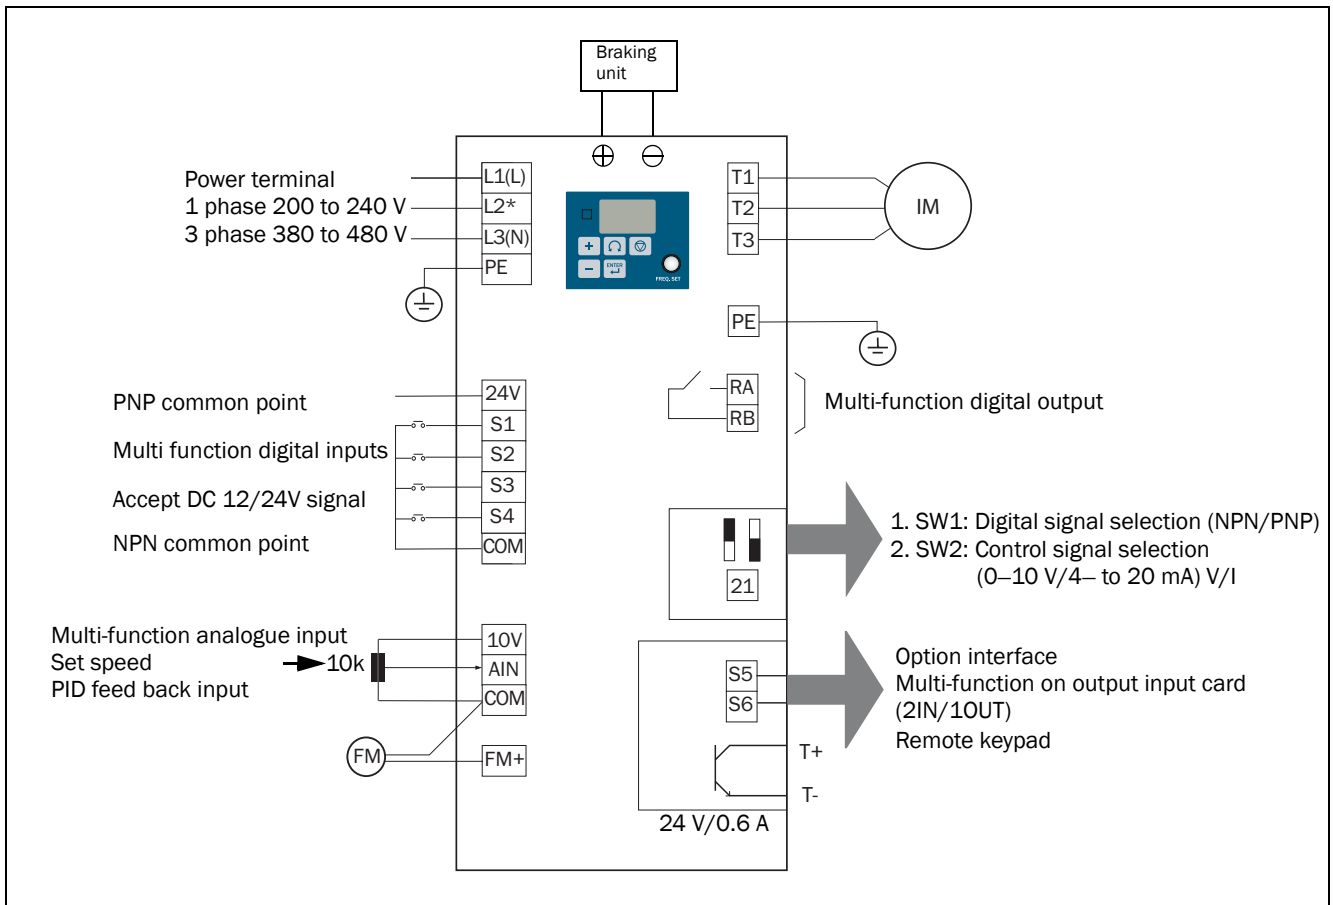 Braking
unit
Power terminal
1 phase 200 to 240 V
3 phase 380 to 480 V
L1(L)
L2*
L3(N)
PE
+
−
ENTER
FREQ. SET
T1
T2
T3
IM
PE
PNP common point
Multi function digital inputs
Accept DC 12/24V signal
NPN common point
24V
S1
S2
S3
S4
COM
RA
RB
Multi-function digital output
21
1. SW1: Digital signal selection (NPN/PNP)
2. SW2: Control signal selection
(0–10 V/4– to 20 mA) V/I
Multi-function analogue input
Set speed
10k
PID feed back input
10V
AIN
COM
FM
FM+
S5
S6
Option interface
Multi-function on output input card
(2IN/1OUT)
Remote keypad
T+
T-
24 V/0.6 A